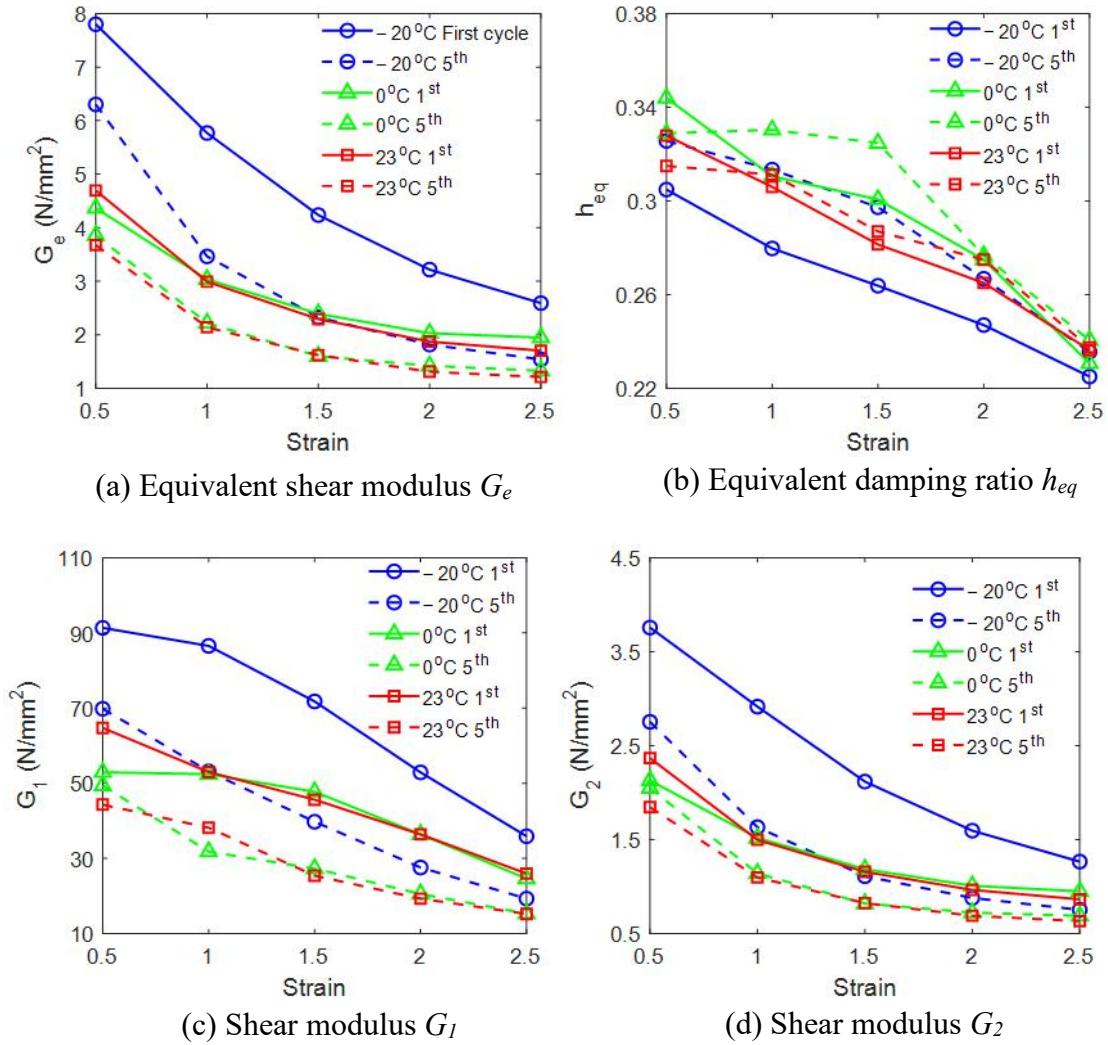 8
7
6
5
4
3
2
1
G_e (N/mm²)
−20°C First cycle
−20°C 5th
0°C 1st
0°C 5th
23°C 1st
23°C 5th
0.5 1 1.5 2 2.5
Strain
(a) Equivalent shear modulus G_e
0.38
0.34
0.3
0.26
0.22
h_eq
−20°C 1st
−20°C 5th
0°C 1st
0°C 5th
23°C 1st
23°C 5th
0.5 1 1.5 2 2.5
Strain
(b) Equivalent damping ratio h_eq
110
90
70
50
30
10
G_1 (N/mm²)
−20°C 1st
−20°C 5th
0°C 1st
0°C 5th
23°C 1st
23°C 5th
0.5 1 1.5 2 2.5
Strain
(c) Shear modulus G_1
4.5
3.5
2.5
1.5
0.5
G_2 (N/mm²)
−20°C 1st
−20°C 5th
0°C 1st
0°C 5th
23°C 1st
23°C 5th
0.5 1 1.5 2 2.5
Strain
(d) Shear modulus G_2